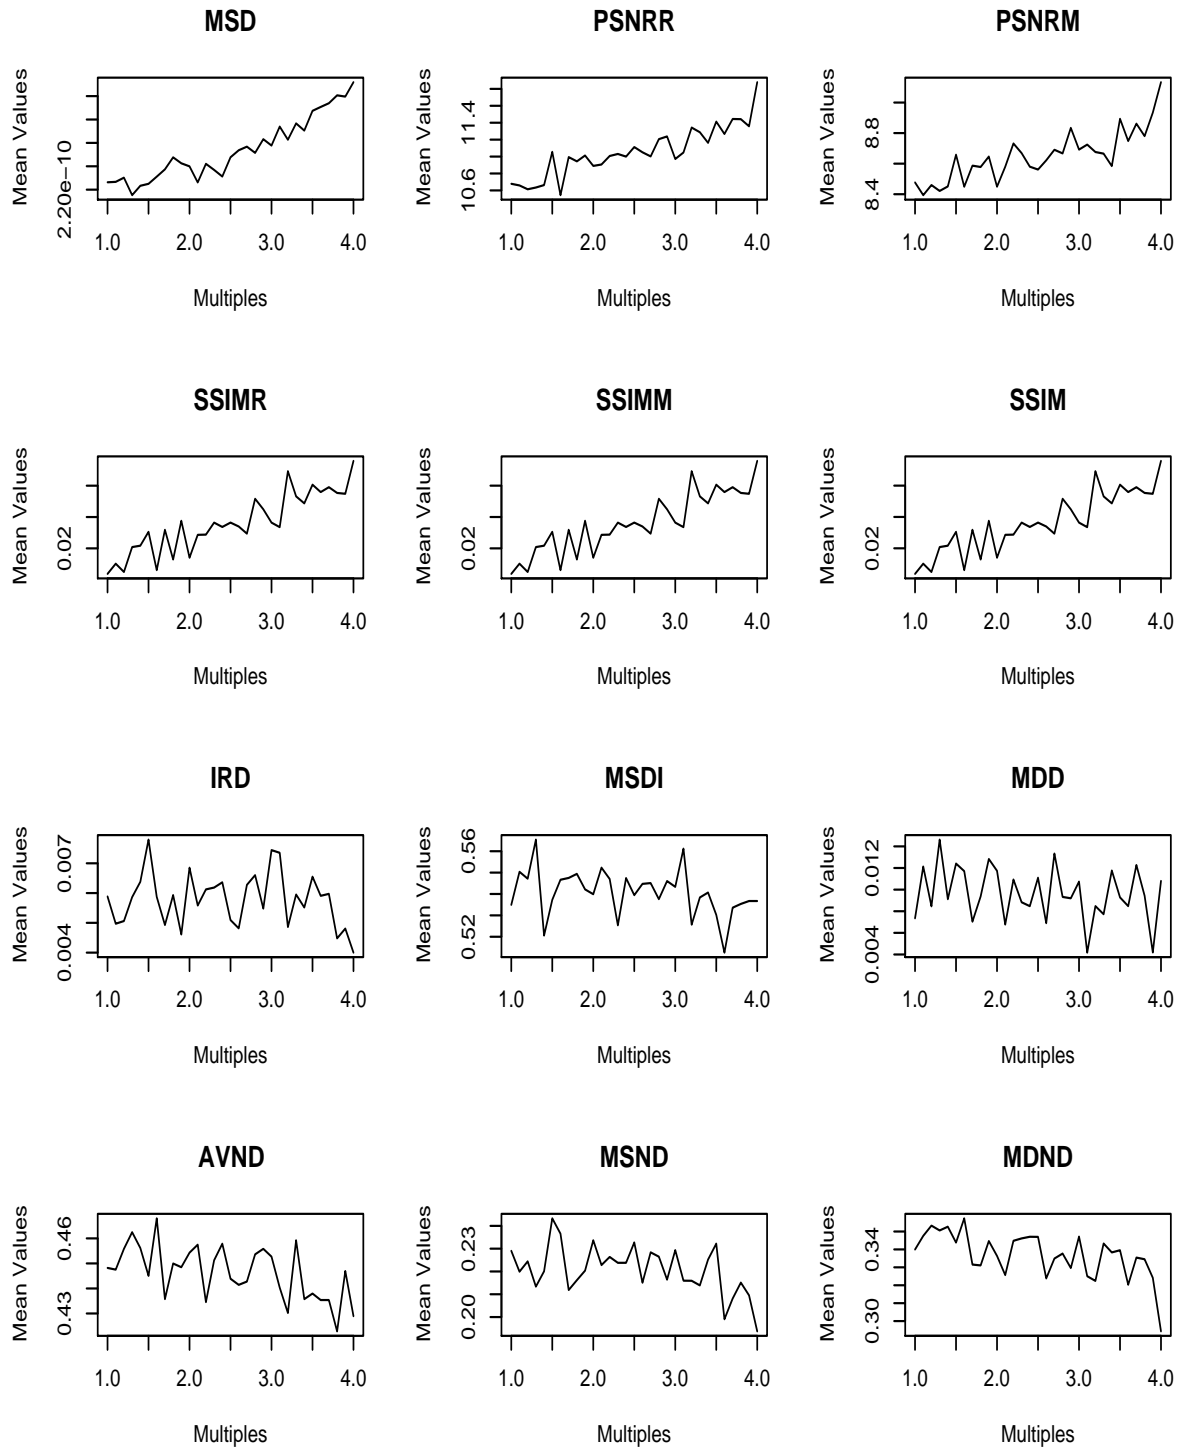 MSD PSNRR PSNRM
Mean Values Mean Values Mean Values
2.20e−10
10.6 11.4
8.4 8.8
1.0 2.0 3.0 4.0 1.0 2.0 3.0 4.0 1.0 2.0 3.0 4.0
Multiples Multiples Multiples
SSIMR SSIMM SSIM
Mean Values Mean Values Mean Values
0.02 0.02 0.02
1.0 2.0 3.0 4.0 1.0 2.0 3.0 4.0 1.0 2.0 3.0 4.0
Multiples Multiples Multiples
IRD MSDI MDD
Mean Values Mean Values Mean Values
0.004 0.007
0.52 0.56
0.004 0.012
1.0 2.0 3.0 4.0 1.0 2.0 3.0 4.0 1.0 2.0 3.0 4.0
Multiples Multiples Multiples
AVND MSND MDND
Mean Values Mean Values Mean Values
0.43 0.46
0.20 0.23
0.30 0.34
1.0 2.0 3.0 4.0 1.0 2.0 3.0 4.0 1.0 2.0 3.0 4.0
Multiples Multiples Multiples